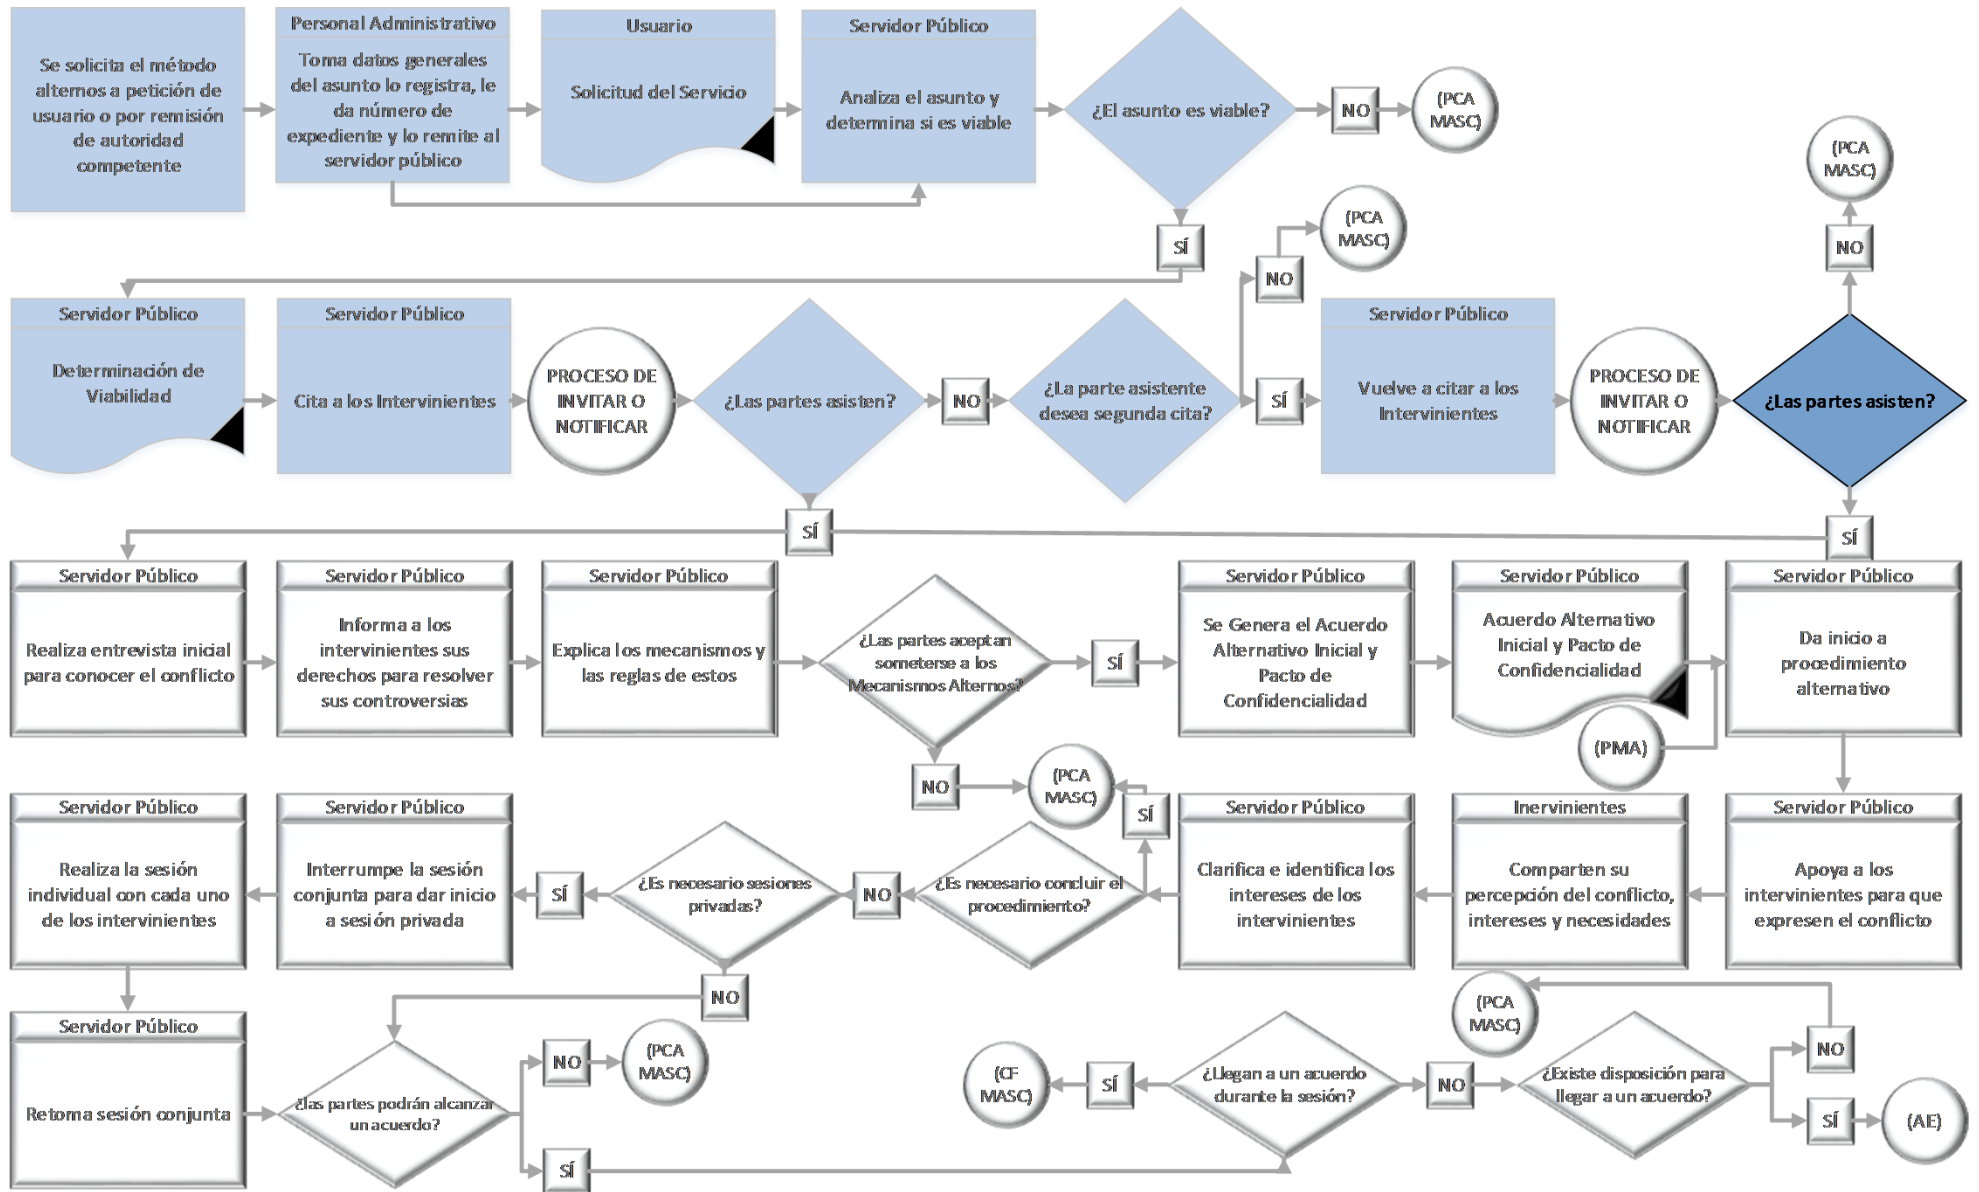 Se solicita el método
alternos a petición de
usuario o por remisión
de autoridad
competente
Personal Administrativo
Toma datos generales
del asunto lo registra, le
da número de
expediente y lo remite al
servidor público
Usuario
Solicitud del Servicio
Servidor Público
Analiza el asunto y
determina si es viable
¿El asunto es viable?
NO
(PCA
MASC)
SÍ
Servidor Público
Determinación de
Viabilidad
Servidor Público
Cita a los Intervinientes
PROCESO DE
INVITAR O
NOTIFICAR
¿Las partes asisten?
NO
¿La parte asistente
desea segunda cita?
NO
(PCA
MASC)
SÍ
Servidor Público
Vuelve a citar a los
Intervinientes
PROCESO DE
INVITAR O
NOTIFICAR
¿Las partes asisten?
NO
(PCA
MASC)
SÍ
SÍ
Servidor Público
Realiza entrevista inicial
para conocer el conflicto
Servidor Público
Informa a los
intervinientes sus
derechos para resolver
sus controversias
Servidor Público
Explica los mecanismos y
las reglas de estos
¿Las partes aceptan
someterse a los
Mecanismos Alternos?
SÍ
Servidor Público
Se Genera el Acuerdo
Alternativo Inicial y
Pacto de
Confidencialidad
Servidor Público
Acuerdo Alternativo
Inicial y Pacto de
Confidencialidad
(PMA)
Servidor Público
Da inicio a
procedimiento
alternativo
NO
(PCA
MASC)
SÍ
Servidor Público
Apoya a los
intervinientes para que
expresen el conflicto
Inervinientes
Comparten su
percepción del conflicto,
intereses y necesidades
Servidor Público
Clarifica e identifica los
intereses de los
intervinientes
¿Es necesario concluir el
procedimiento?
NO
¿Es necesario sesiones
privadas?
SÍ
Servidor Público
Interrumpe la sesión
conjunta para dar inicio
a sesión privada
Servidor Público
Realiza la sesión
individual con cada uno
de los intervinientes
NO
Servidor Público
Retoma sesión conjunta
¿las partes podrán alcanzar
un acuerdo?
NO
(PCA
MASC)
SÍ
¿Llegan a un acuerdo
durante la sesión?
SÍ
(CF
MASC)
NO
¿Existe disposición para
llegar a un acuerdo?
NO
(PCA
MASC)
SÍ
(AE)